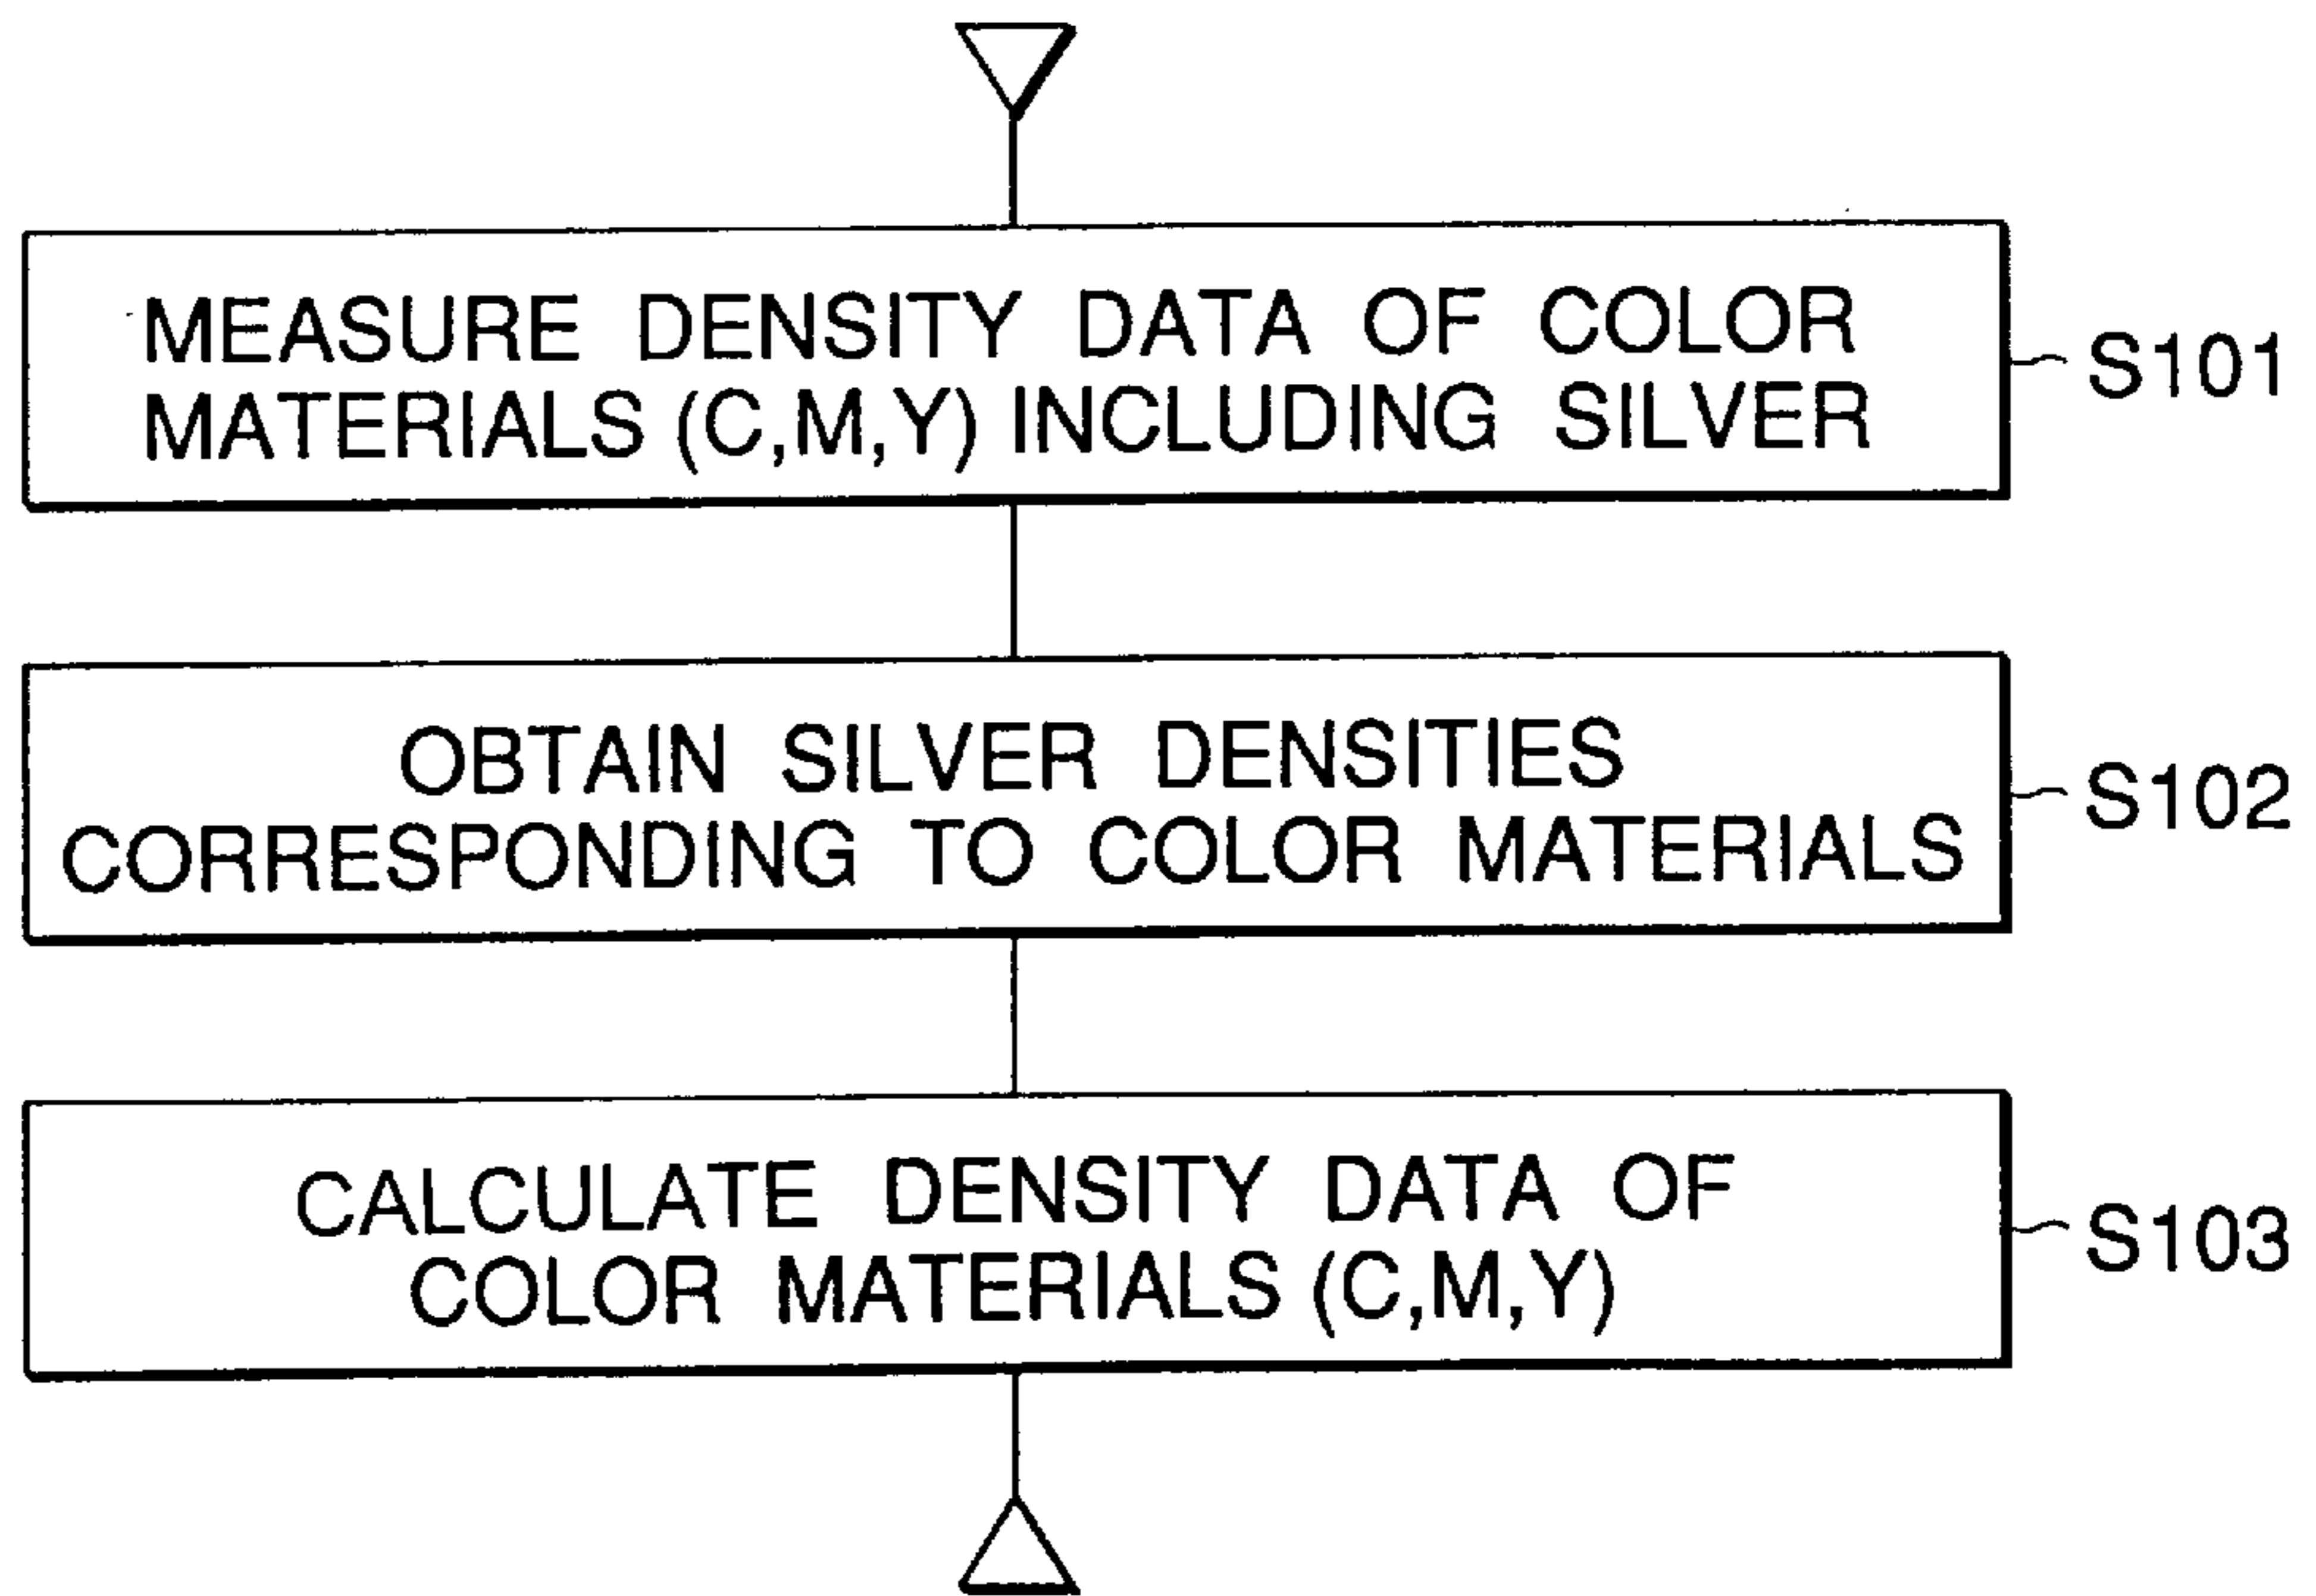 MEASURE DENSITY DATA OF COLOR
MATERIALS (C,M,Y) INCLUDING SILVER
S101
OBTAIN SILVER DENSITIES
CORRESPONDING TO COLOR MATERIALS
S102
CALCULATE DENSITY DATA OF
COLOR MATERIALS (C,M,Y)
S103